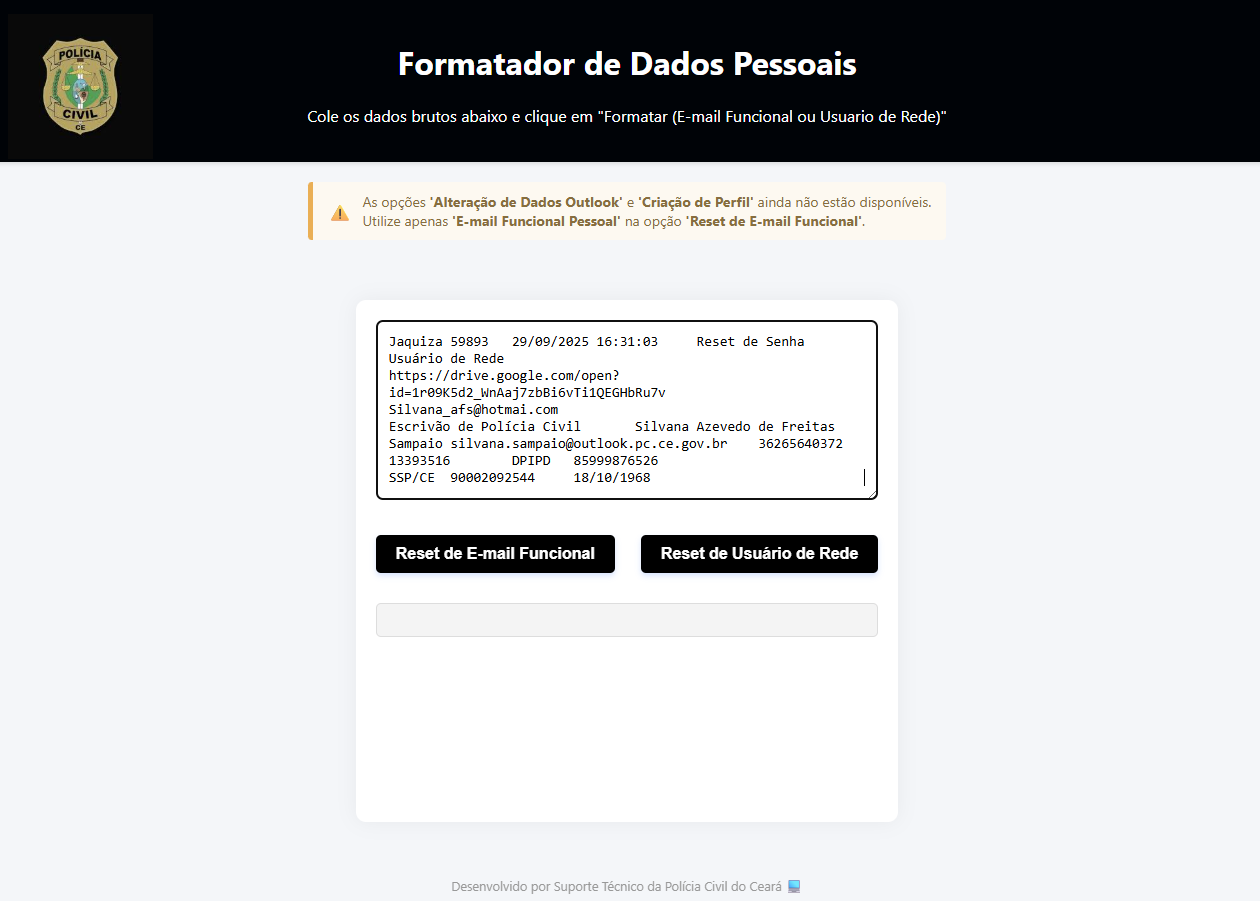 POLÍCIA
CIVIL
CE
Formatador de Dados Pessoais
Cole os dados brutos abaixo e clique em "Formatar (E-mail Funcional ou Usuario de Rede)"
As opções 'Alteração de Dados Outlook' e 'Criação de Perfil' ainda não estão disponíveis.
Utilize apenas 'E-mail Funcional Pessoal' na opção 'Reset de E-mail Funcional'.
Jaquiza 59893 29/09/2025 16:31:03 Reset de Senha
Usuário de Rede
https://drive.google.com/open?
id=1r09K5d2_WnAaj7zbBi6vTi1QEGHbRu7v
Silvana_afs@hotmai.com
Escrivão de Polícia Civil Silvana Azevedo de Freitas
Sampaio silvana.sampaio@outlook.pc.ce.gov.br 36265640372
13393516 DPIPD 85999876526
SSP/CE 90002092544 18/10/1968
Reset de E-mail Funcional
Reset de Usuário de Rede
Desenvolvido por Suporte Técnico da Polícia Civil do Ceará